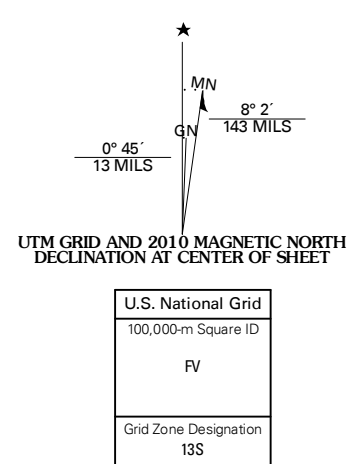 MN
8° 2´
143 MILS
GN
0° 45´
13 MILS
UTM GRID AND 2010 MAGNETIC NORTH
DECLINATION AT CENTER OF SHEET
U.S. National Grid
100,000-m Square ID
FV
Grid Zone Designation
13S